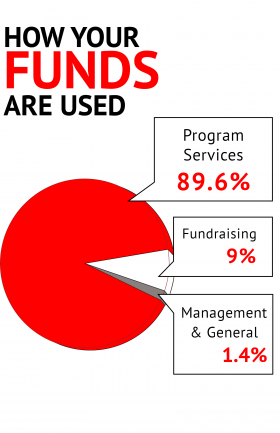 HOW YOUR
FUNDS
ARE USED
Program
Services
89.6%
Fundraising
9%
Management
& General
1.4%